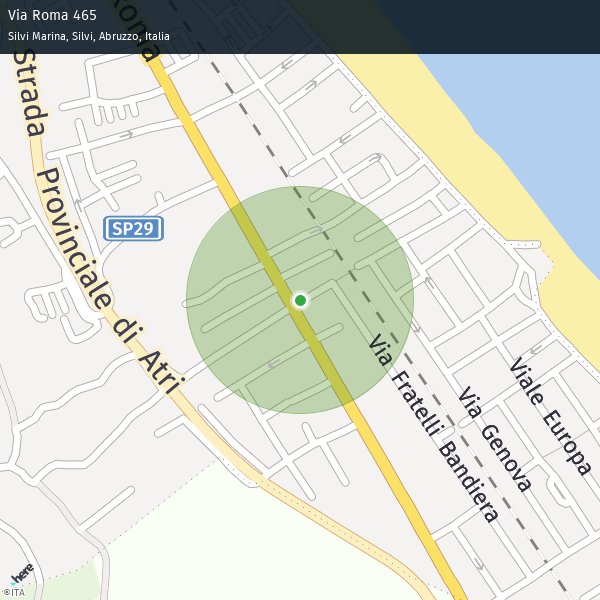 Via Roma 465
Silvi Marina, Silvi, Abruzzo, Italia
Roma
Strada
Provinciale di Atri
SP29
Via Fratelli Bandiera
Via Genova
Viale Europa
here
©ITA